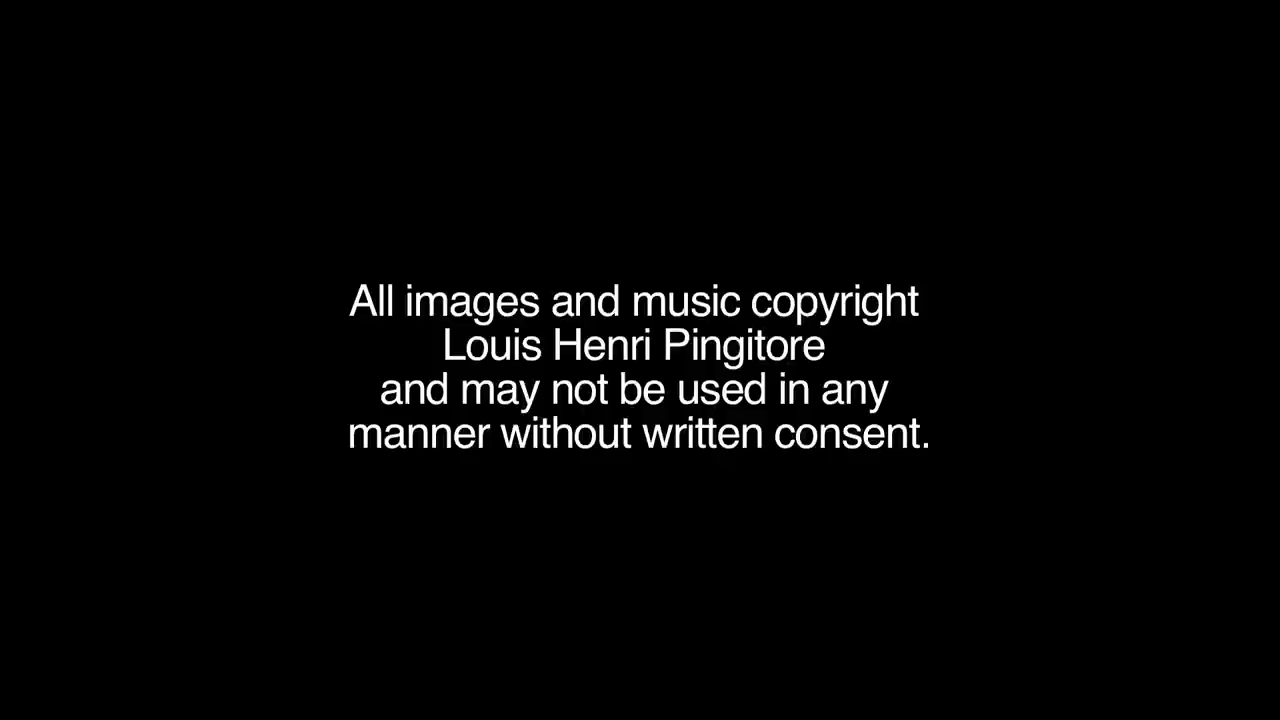 All images and music copyright
Louis Henri Pingitore
and may not be used in any
manner without written consent.